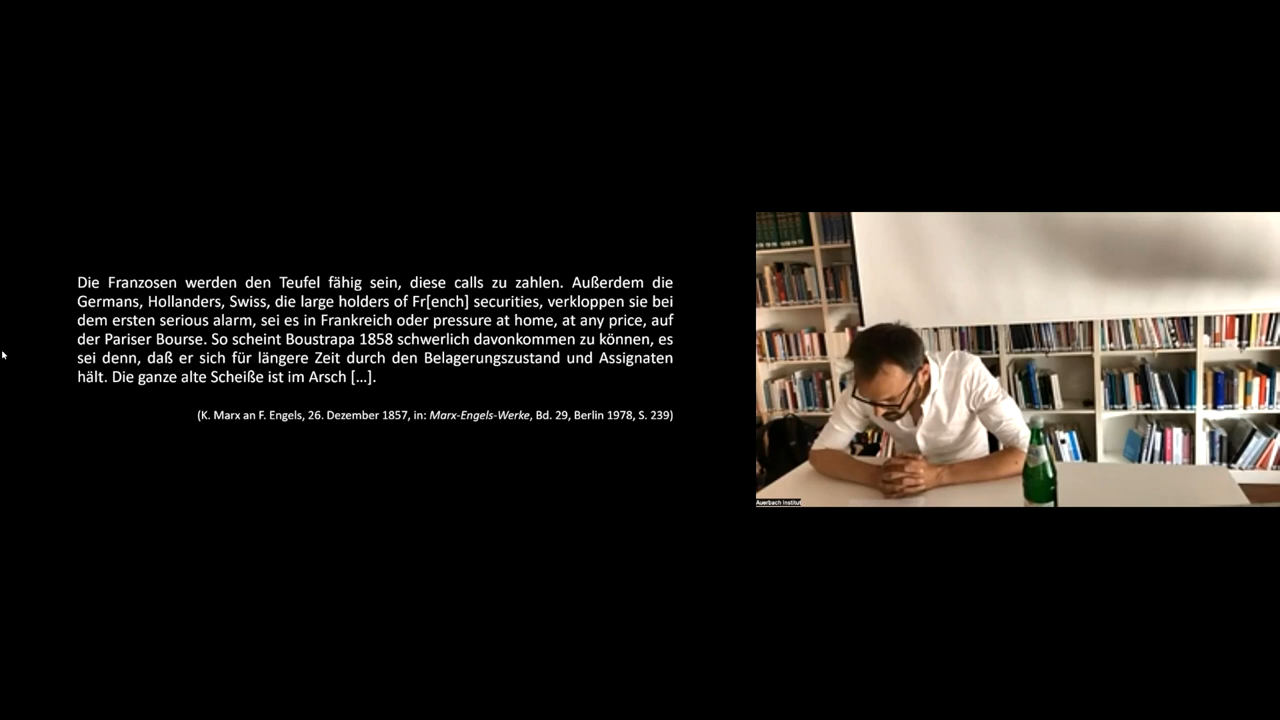 Die Franzosen werden den Teufel fähig sein, diese calls zu zahlen. Außerdem die
Germans, Hollanders, Swiss, die large holders of Fr[ench] securities, verkloppen sie bei
dem ersten serious alarm, sei es in Frankreich oder pressure at home, at any price, auf
der Pariser Bourse. So scheint Boustrapa 1858 schwerlich davonkommen zu können, es
sei denn, daß er sich für längere Zeit durch den Belagerungszustand und Assignaten
hält. Die ganze alte Scheiße ist im Arsch [...].
(K. Marx an F. Engels, 26. Dezember 1857, in: Marx-Engels-Werke, Bd. 29, Berlin 1978, S. 239)
Auerbach Institut